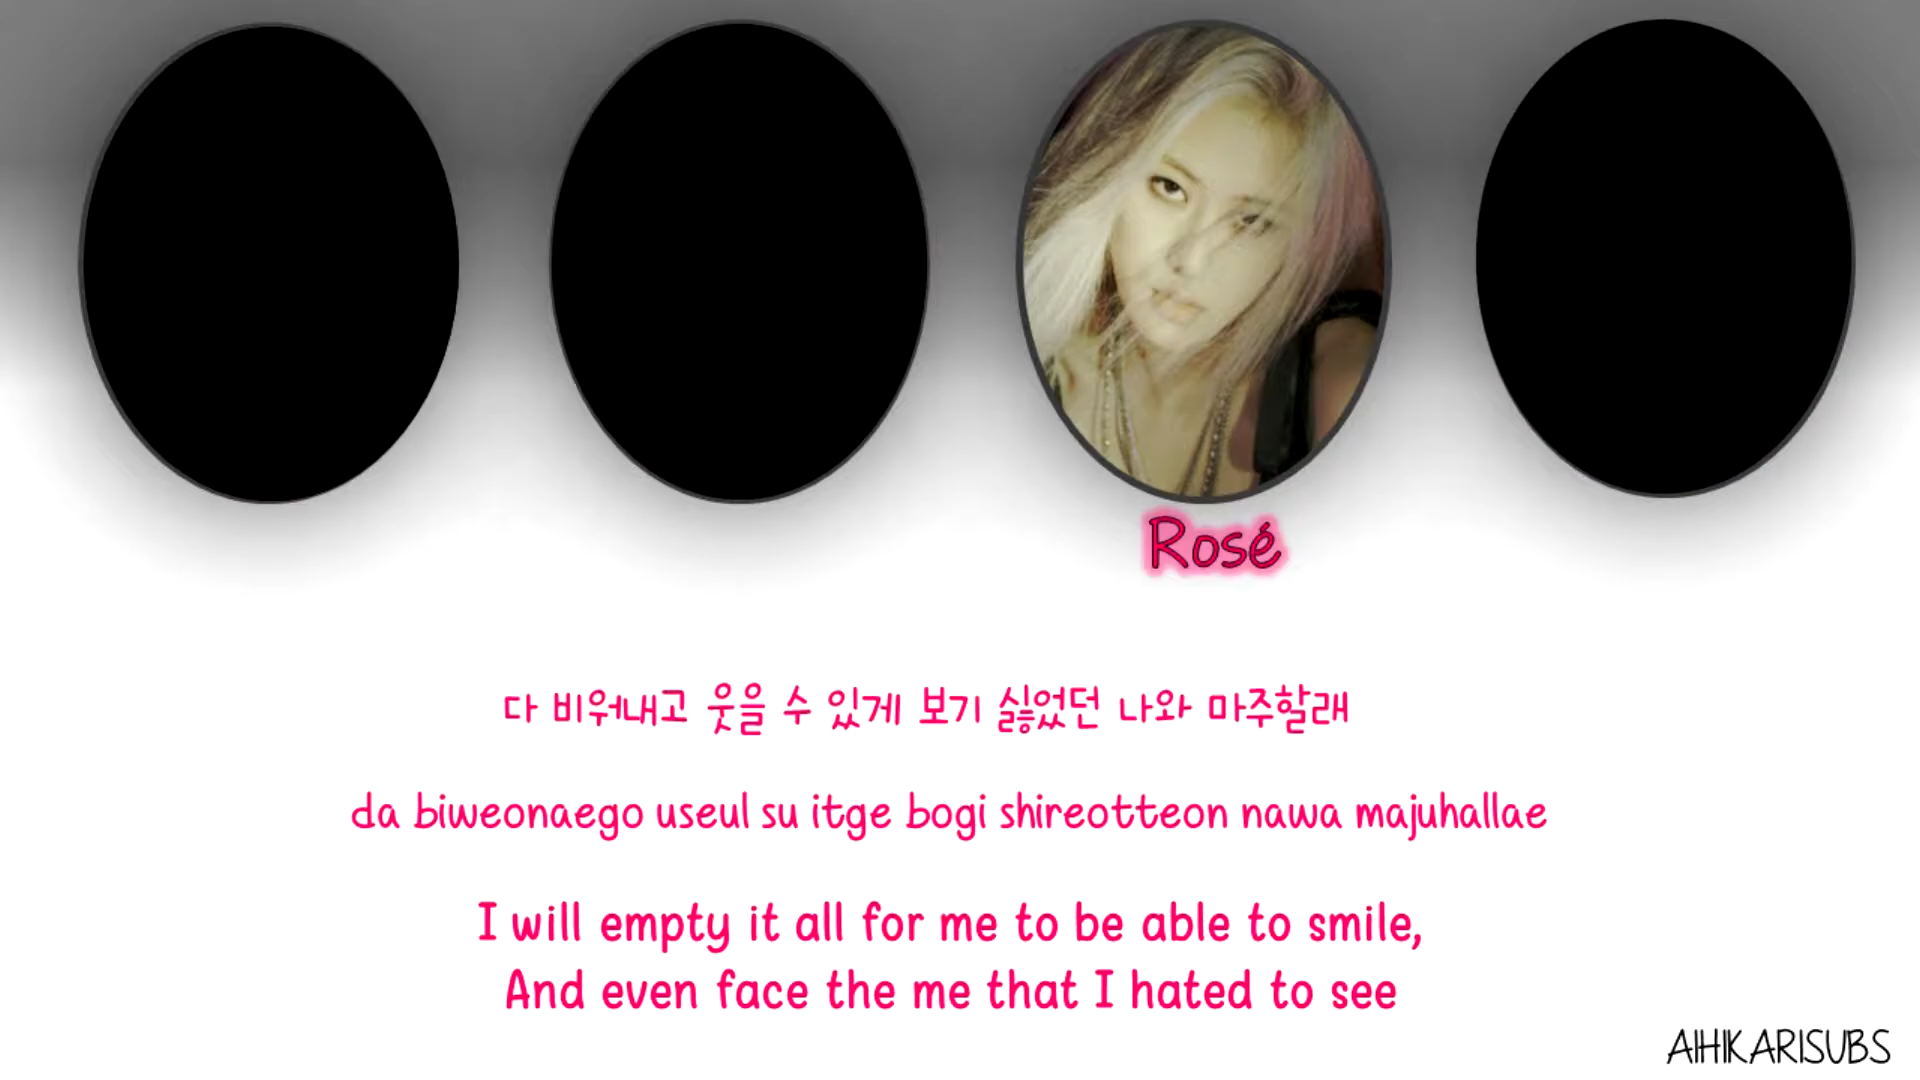 Rosé
다 비워내고 웃을 수 있게 보기 싫었던 나와 마주할래
da biweonaego useul su itge bogi shireotteon nawa majuhallae
I will empty it all for me to be able to smile,
And even face the me that I hated to see
AIHIKARISUBS